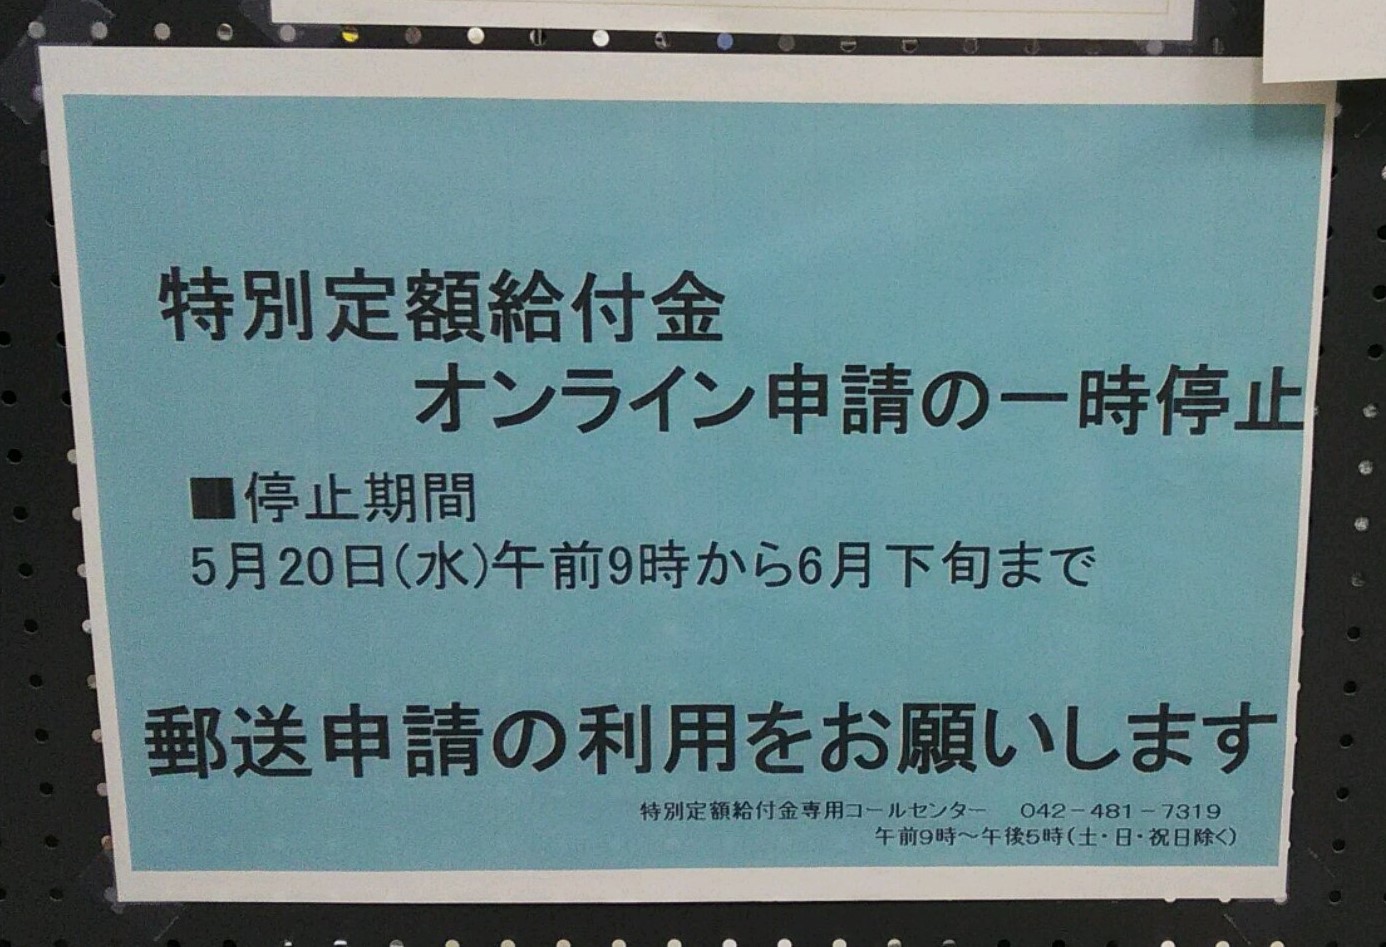 特別定額給付金
オンライン申請の一時停止
■停止期間
5月20日(水)午前9時から6月下旬まで
郵送申請の利用をお願いします
特別定額給付金専用コールセンター　042－481－7319
午前9時～午後5時(土・日・祝日除く)